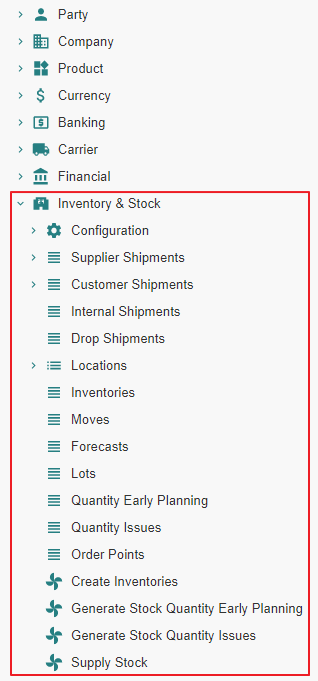 Party
Company
Product
Currency
Banking
Carrier
Financial
Inventory & Stock
Configuration
Supplier Shipments
Customer Shipments
Internal Shipments
Drop Shipments
Locations
Inventories
Moves
Forecasts
Lots
Quantity Early Planning
Quantity Issues
Order Points
Create Inventories
Generate Stock Quantity Early Planning
Generate Stock Quantity Issues
Supply Stock